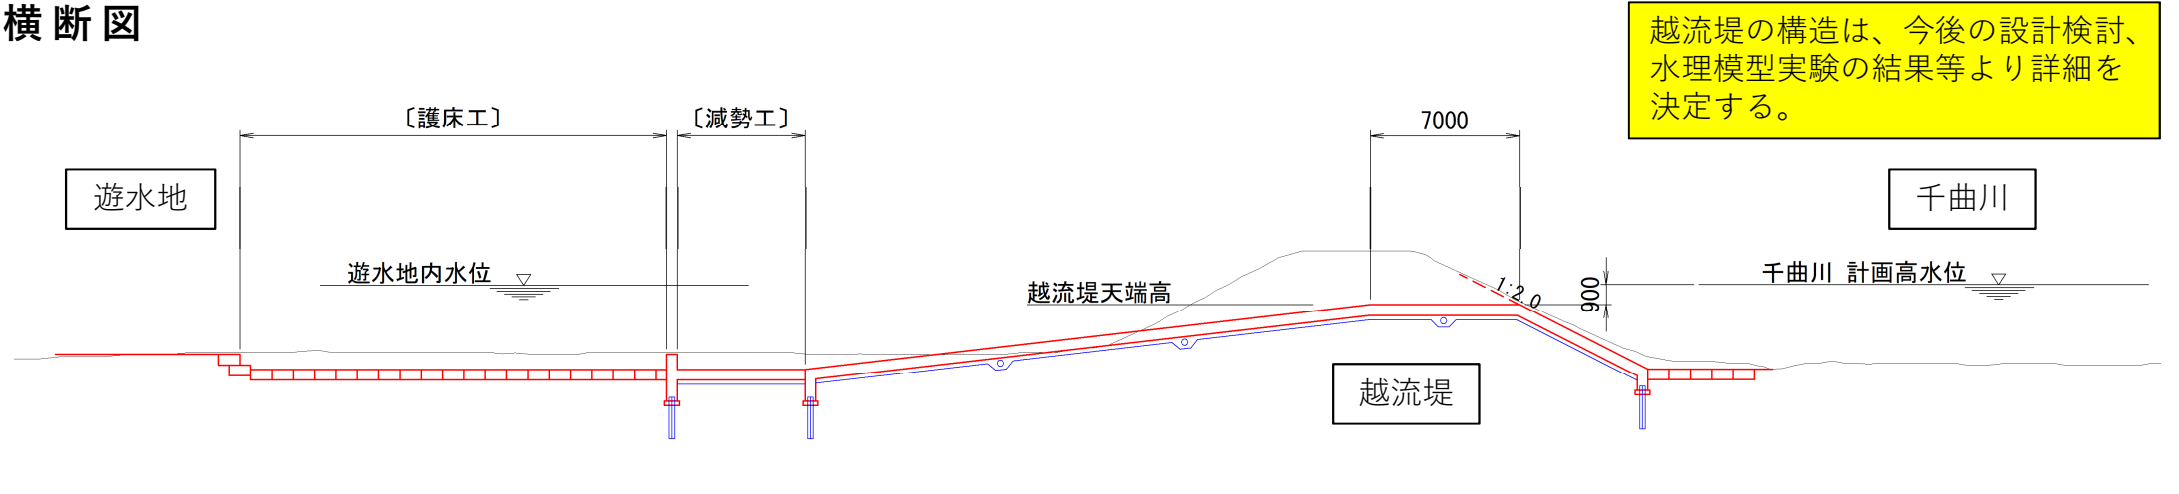 横断図
越流堤の構造は、今後の設計検討、
水理模型実験の結果等より詳細を
決定する。
〔護床工〕
〔減勢工〕
7000
遊水地
千曲川
遊水地内水位
越流堤天端高
1:2.0
900
千曲川 計画高水位
越流堤